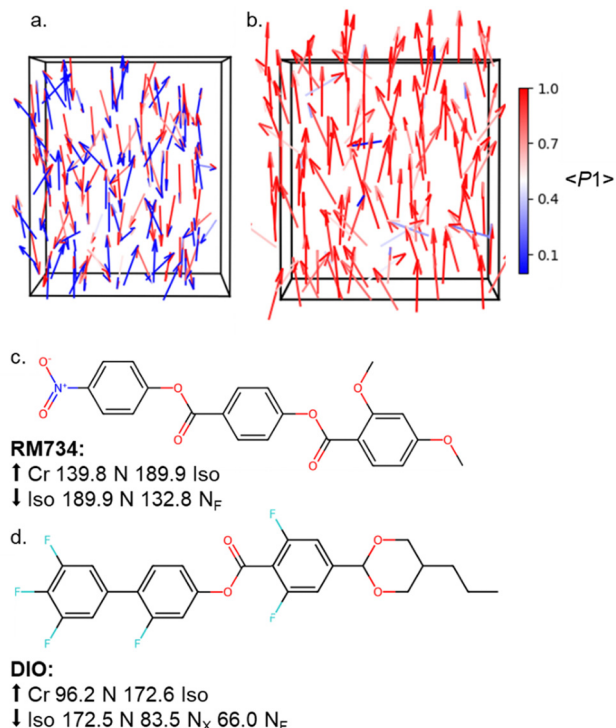 a.
b.
1.0
0.7
0.4
0.1
<P1>
c.
O-
N+
O
O
O
O
O
O
O
RM734:
⬆ Cr 139.8 N 189.9 Iso
⬇ Iso 189.9 N 132.8 NF
d.
F
F
F
F
O
O
F
F
O
O
DIO:
⬆ Cr 96.2 N 172.6 Iso
⬇ Iso 172.5 N 83.5 NX 66.0 NF